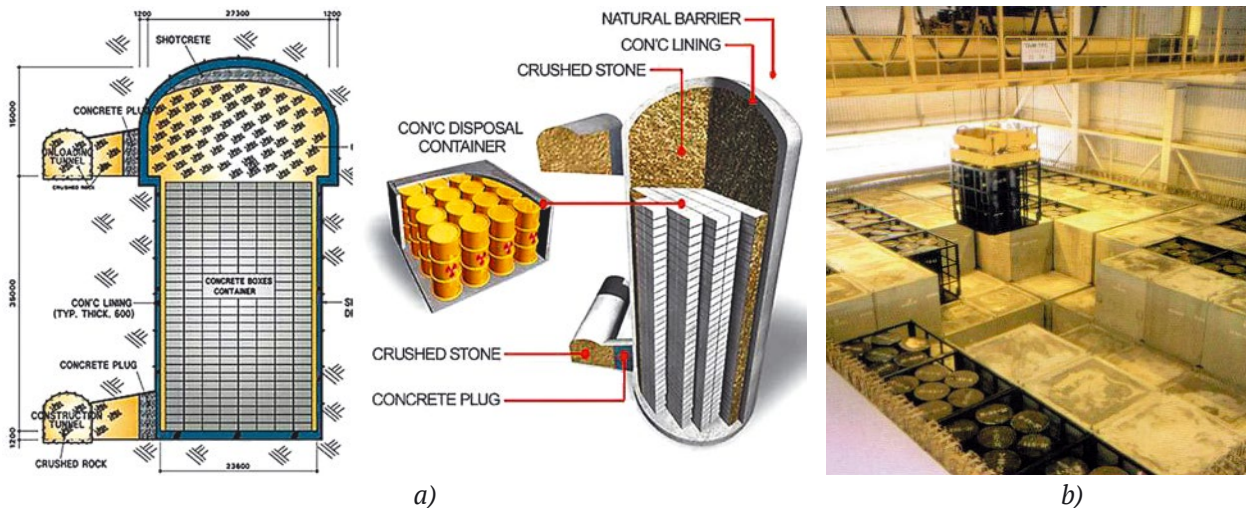 1200
27300
1200
SHOTCRETE
15000
CONCRETE PLUG
UNLOADING
TUNNEL
CRUSHED ROCK
35000
CONCRETE BOXES
CONTAINER
CON'C LINING
(TYP. THICK. 600)
CONCRETE PLUG
CONSTRUCTION
TUNNEL
1200
CRUSHED ROCK
23600
NATURAL BARRIER
CON'C LINING
CRUSHED STONE
CON'C DISPOSAL
CONTAINER
CRUSHED STONE
CONCRETE PLUG
a)
b)